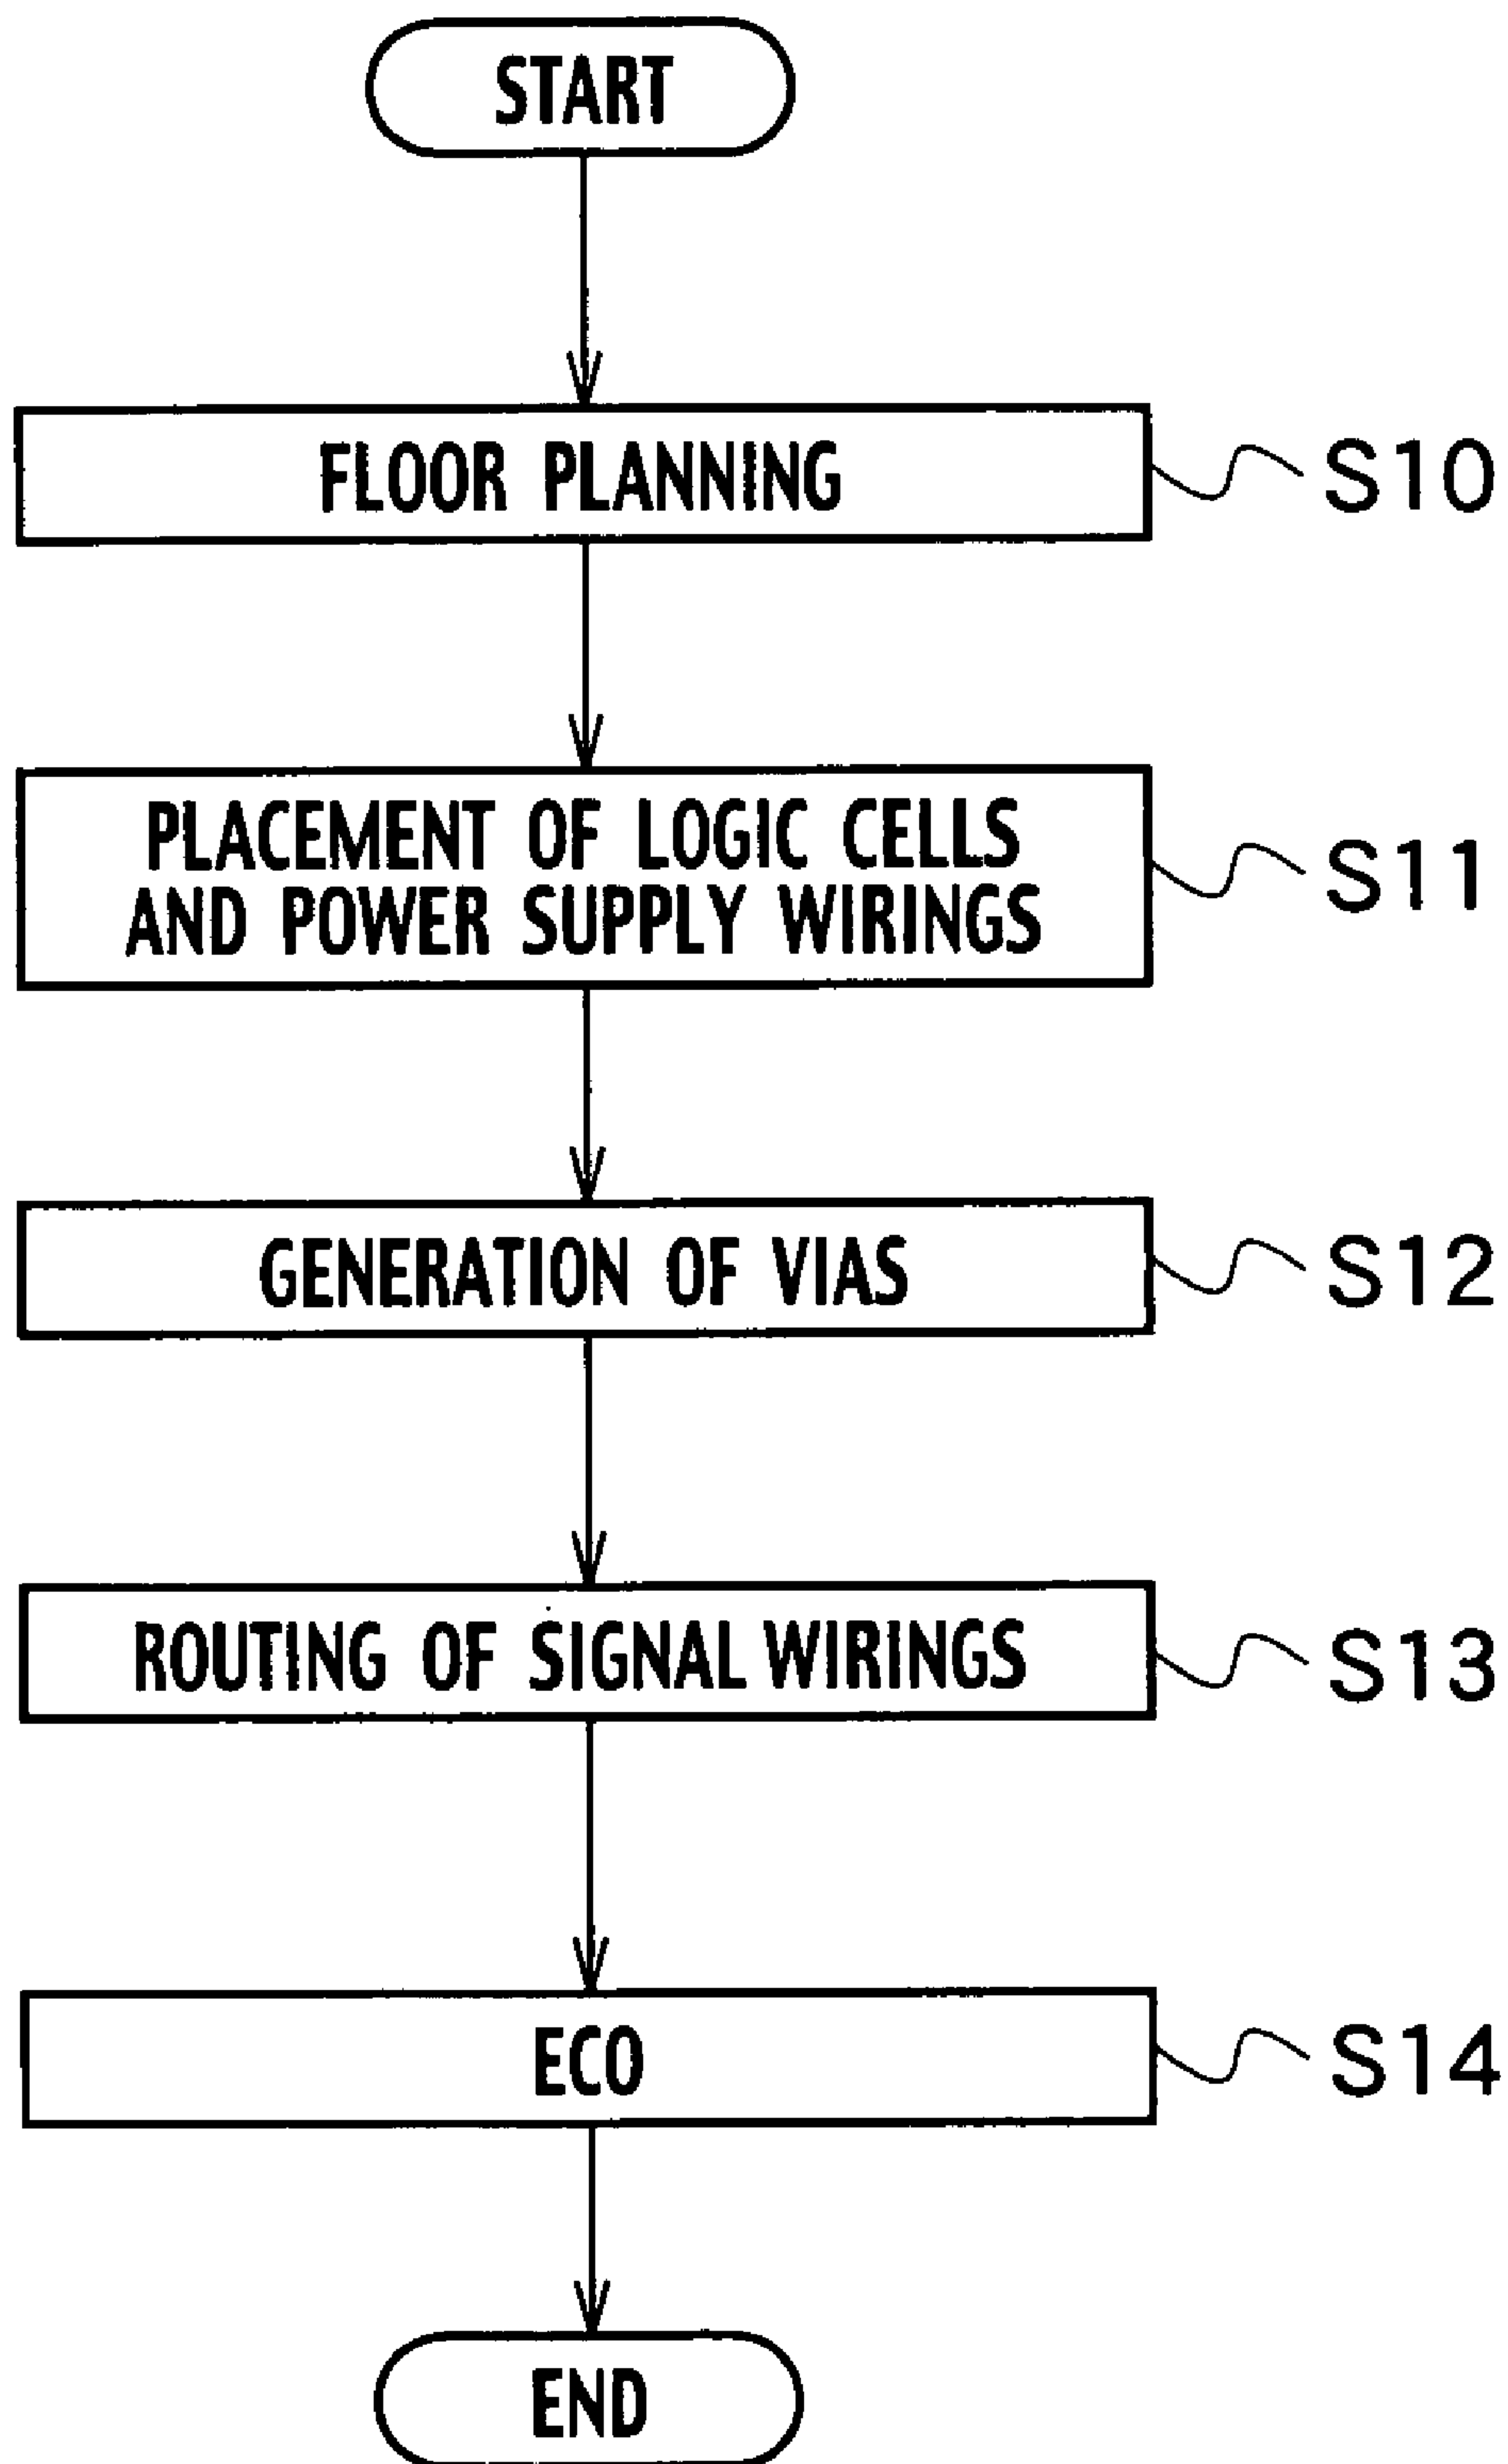 START
FLOOR PLANNING
S10
PLACEMENT OF LOGIC CELLS
AND POWER SUPPLY WIRINGS
S11
GENERATION OF VIAS
S12
ROUTING OF SIGNAL WIRINGS
S13
ECO
S14
END